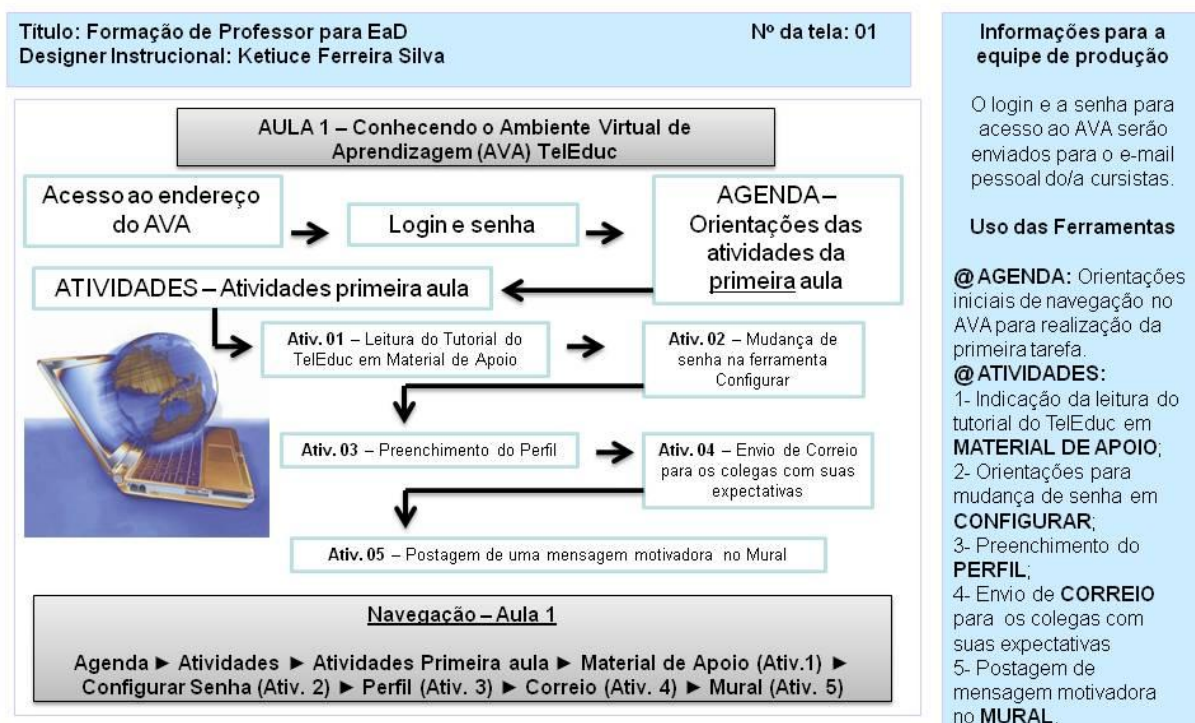 Título: Formação de Professor para EaD
Nº da tela: 01
Designer Instrucional: Ketiuce Ferreira Silva
AULA 1 – Conhecendo o Ambiente Virtual de
Aprendizagem (AVA) TelEduc
Acesso ao endereço
do AVA
Login e senha
AGENDA –
Orientações das
atividades da
primeira aula
ATIVIDADES – Atividades primeira aula
Ativ. 01 – Leitura do Tutorial do
TelEduc em Material de Apoio
Ativ. 02 – Mudança de
senha na ferramenta
Configurar
Ativ. 03 – Preenchimento do Perfil
Ativ. 04 – Envio de Correio
para os colegas com suas
expectativas
Ativ. 05 – Postagem de uma mensagem motivadora no Mural
Navegação – Aula 1
Agenda ► Atividades ► Atividades Primeira aula ► Material de Apoio (Ativ.1) ►
Configurar Senha (Ativ. 2) ► Perfil (Ativ. 3) ► Correio (Ativ. 4) ► Mural (Ativ. 5)
Informações para a
equipe de produção
O login e a senha para
acesso ao AVA serão
enviados para o e-mail
pessoal do/a cursistas.
Uso das Ferramentas
@ AGENDA: Orientações
iniciais de navegação no
AVA para realização da
primeira tarefa.
@ ATIVIDADES:
1- Indicação da leitura do
tutorial do TelEduc em
MATERIAL DE APOIO;
2- Orientações para
mudança de senha em
CONFIGURAR;
3- Preenchimento do
PERFIL;
4- Envio de CORREIO
para os colegas com
suas expectativas
5- Postagem de
mensagem motivadora
no MURAL.